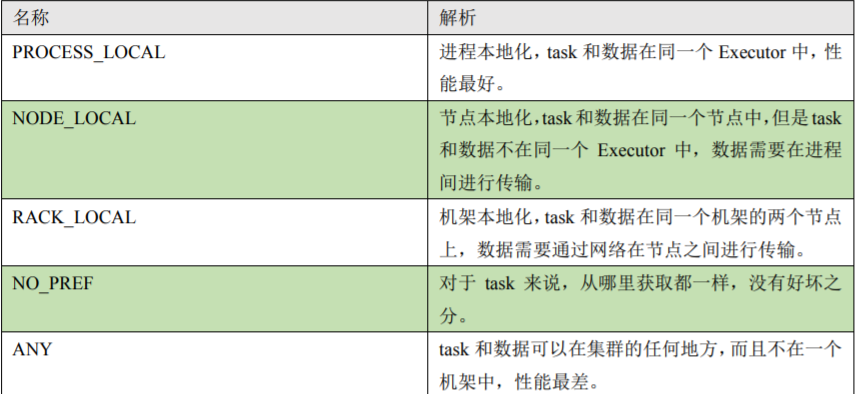 名称 解析
PROCESS_LOCAL 进程本地化，task 和数据在同一个 Executor 中，性
能最好。
NODE_LOCAL 节点本地化，task 和数据在同一个节点中，但是 task
和数据不在同一个 Executor 中，数据需要在进程
间进行传输。
RACK_LOCAL 机架本地化，task 和数据在同一个机架的两个节点
上，数据需要通过网络在节点之间进行传输。
NO_PREF 对于 task 来说，从哪里获取都一样，没有好坏之
分。
ANY task 和数据可以在集群的任何地方，而且不在一个
机架中，性能最差。